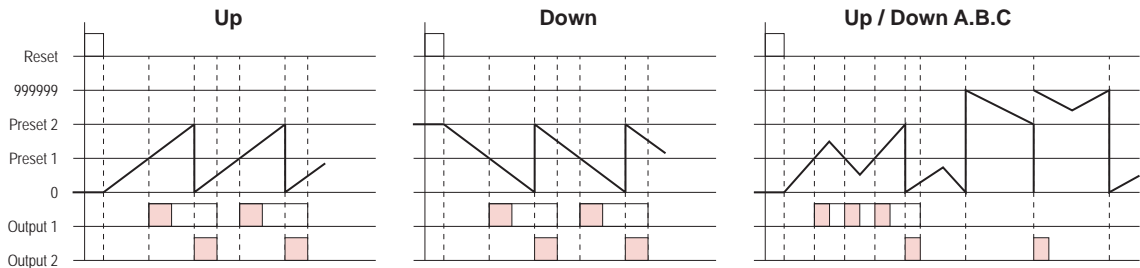 Up
Down
Up / Down A.B.C
Reset
999999
Preset 2
Preset 1
0
Output 1
Output 2